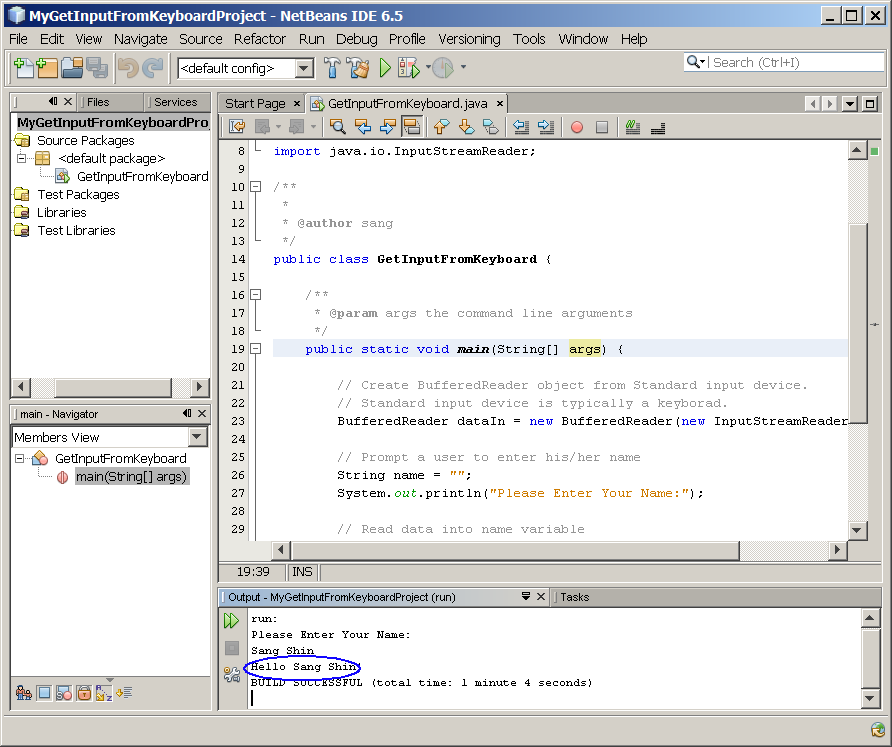 MyGetInputFromKeyboardProject - NetBeans IDE 6.5
File Edit View Navigate Source Refactor Run Debug Profile Versioning Tools Window Help
<default config>
Search (Ctrl+I)
Files Services
MyGetInputFromKeyboardPro
Source Packages
<default package>
GetInputFromKeyboard
Test Packages
Libraries
Test Libraries
main - Navigator
Members View
GetInputFromKeyboard
main(String[] args)
Start Page GetInputFromKeyboard.java
8 import java.io.InputStreamReader;
9
10 /**
11 *
12 * @author sang
13 */
14 public class GetInputFromKeyboard {
15
16 /**
17 * @param args the command line arguments
18 */
19 public static void main(String[] args) {
20
21 // Create BufferedReader object from Standard input device.
22 // Standard input device is typically a keyborad.
23 BufferedReader dataIn = new BufferedReader(new InputStreamReader
24
25 // Prompt a user to enter his/her name
26 String name = "";
27 System.out.println("Please Enter Your Name:");
28
29 // Read data into name variable
19:39 INS
Output - MyGetInputFromKeyboardProject (run) Tasks
run:
Please Enter Your Name:
Sang Shin
Hello Sang Shin!
BUILD SUCCESSFUL (total time: 1 minute 4 seconds)